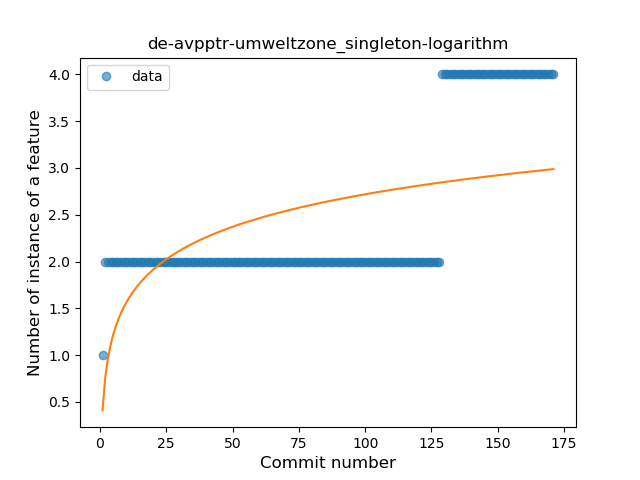 de-avpptr-umweltzone_singleton-logarithm
data
Number of instance of a feature
4.0
3.5
3.0
2.5
2.0
1.5
1.0
0.5
0 25 50 75 100 125 150 175
Commit number